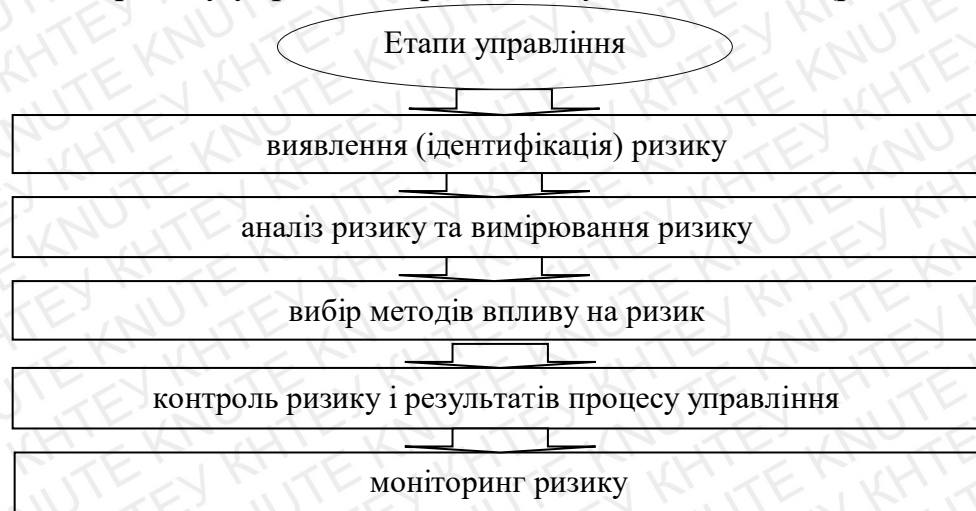 Етапи управління
виявлення (ідентифікація) ризику
аналіз ризику та вимірювання ризику
вибір методів впливу на ризик
контроль ризику і результатів процесу управління
моніторинг ризику